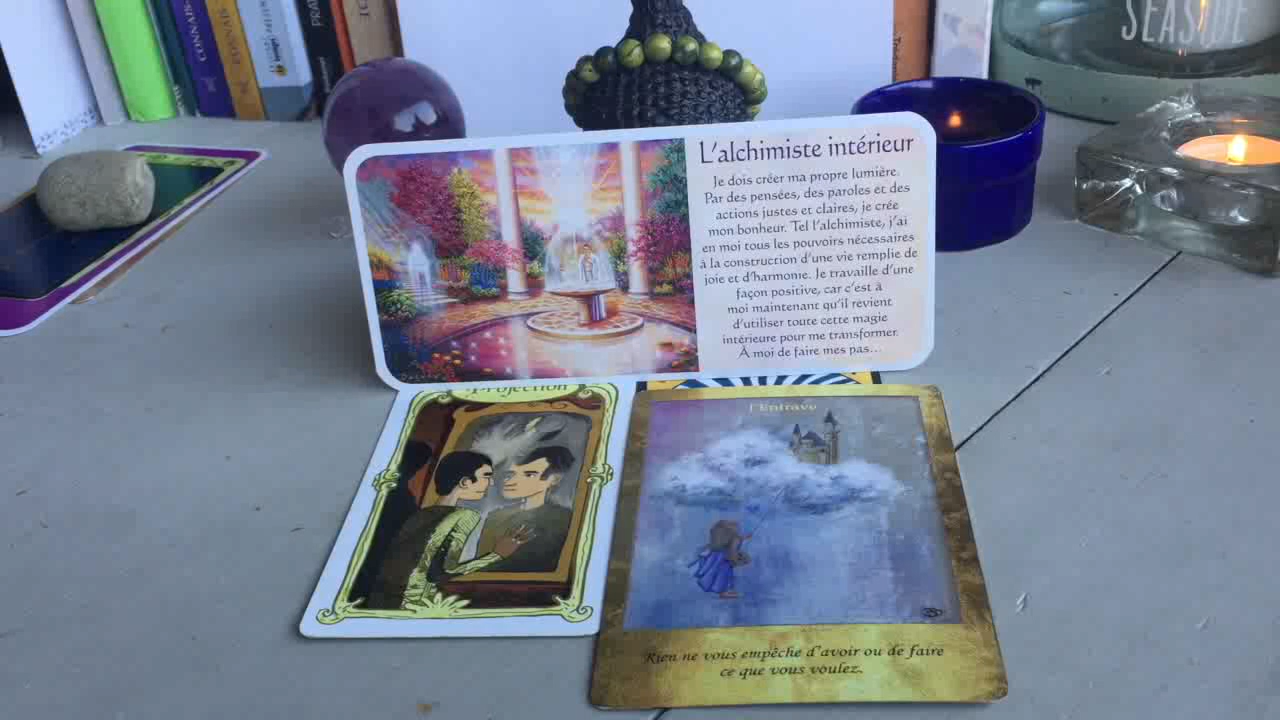 SEASIDE
CONNAIS-
CONNAIS-
L'alchimiste intérieur
Je dois créer ma propre lumière.
Par des pensées, des paroles et des
actions justes et claires, je crée
mon bonheur. Tel l'alchimiste, j'ai
en moi tous les pouvoirs nécessaires
à la construction d'une vie remplie de
joie et d'harmonie. Je travaille d'une
façon positive, car c'est à
moi maintenant qu'il revient
d'utiliser toute cette magie
intérieure pour me transformer.
À moi de faire mes pas...
Projection
l'Entrave
Rien ne vous empêche d'avoir ou de faire
ce que vous voulez.